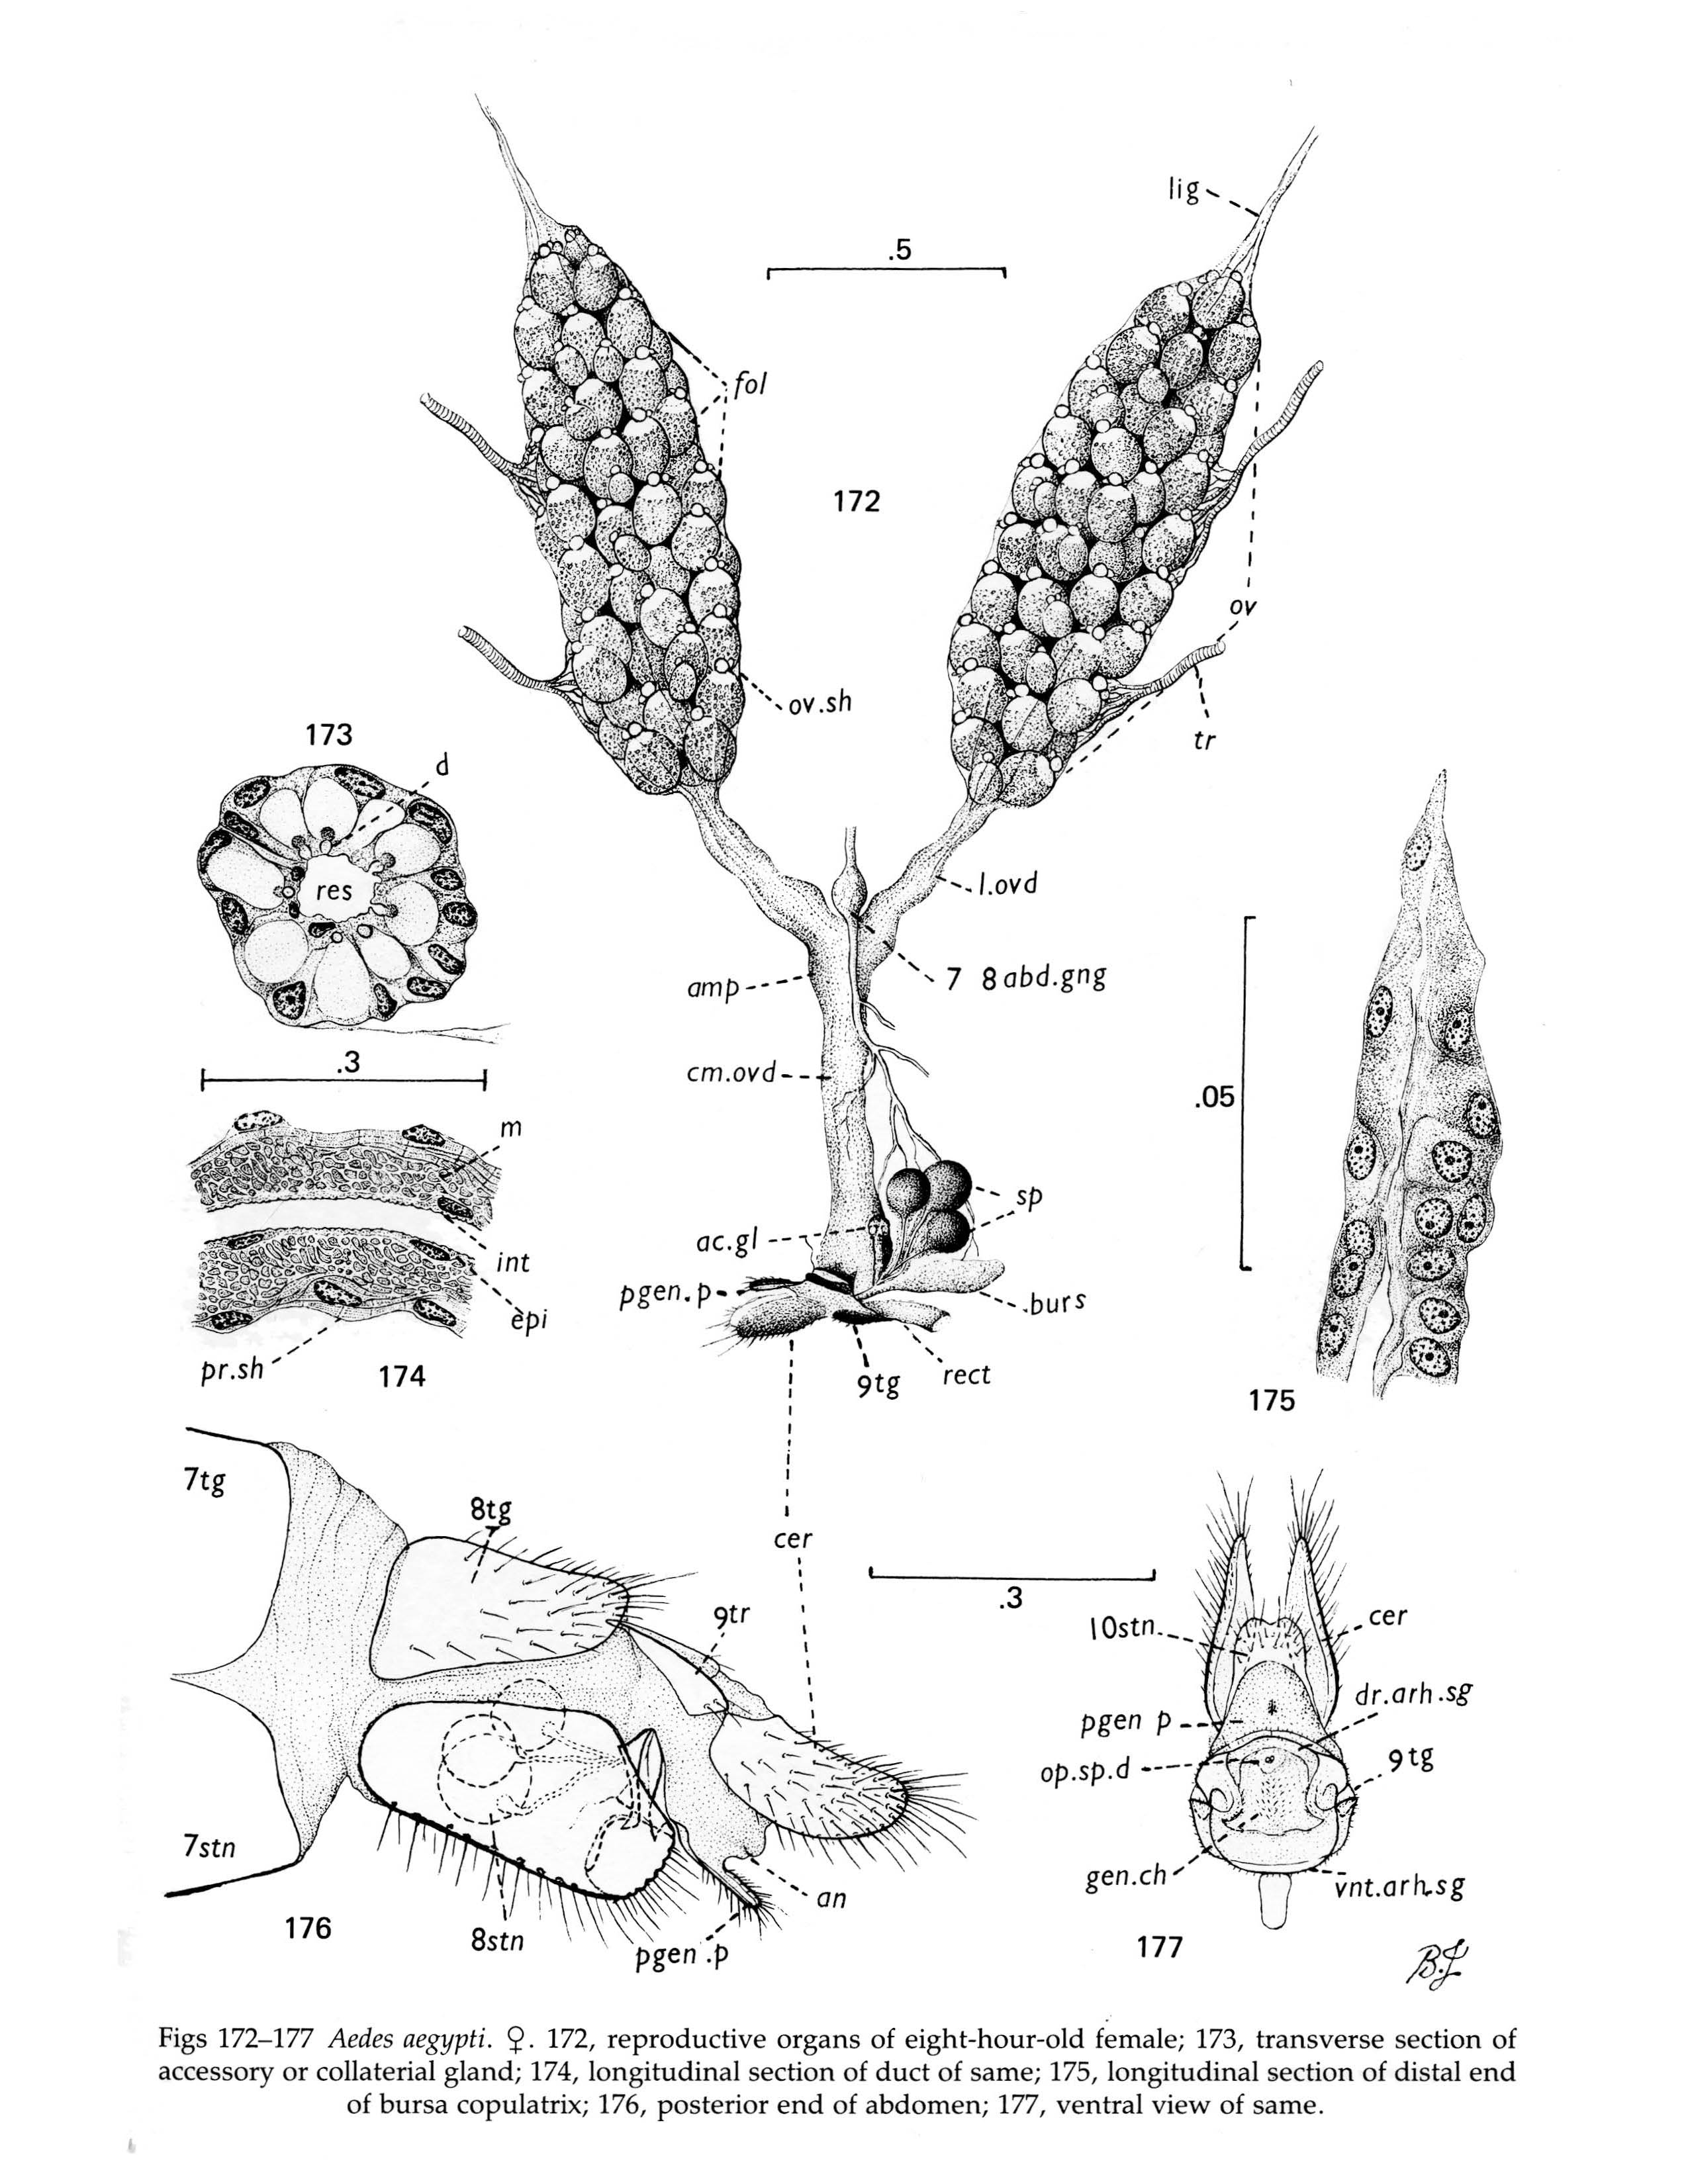 lig
.5
fol
172
ov
ov.sh
tr
173
d
res
l.ovd
7 8abd.gng
amp
.3
cm.ovd
.05
m
sp
int
ac.gl
epi
pgen.p
burs
pr.sh
174
9tg
rect
175
7tg
8tg
cer
.3
9tr
10stn.
cer
dr.arh.sg
pgen p
op.sp.d
9tg
7stn
gen.ch
vnt.arh.sg
an
176
8stn
pgen.p
177
B.J
Figs 172–177 Aedes aegypti. ♀. 172, reproductive organs of eight-hour-old female; 173, transverse section of
accessory or collaterial gland; 174, longitudinal section of duct of same; 175, longitudinal section of distal end
of bursa copulatrix; 176, posterior end of abdomen; 177, ventral view of same.